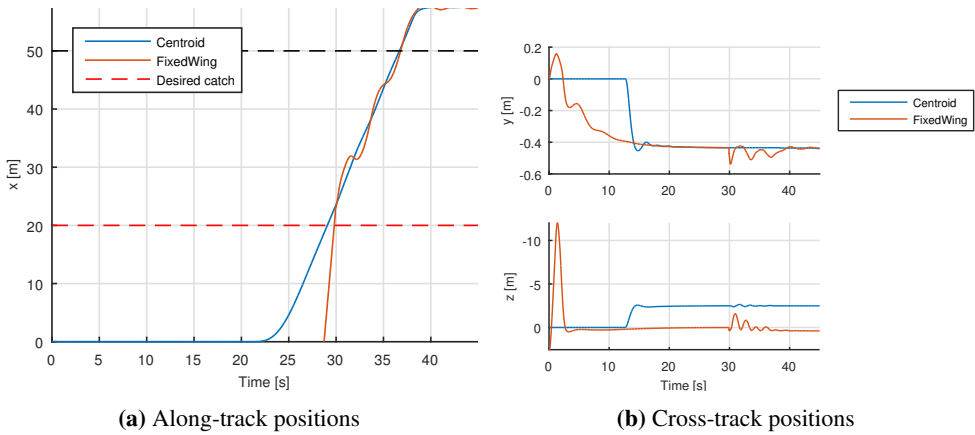 50
40
30
20
10
0
x [m]
0 5 10 15 20 25 30 35 40
Time [s]
Centroid
FixedWing
Desired catch
(a) Along-track positions
0.2
0
-0.2
-0.4
-0.6
y [m]
0 10 20 30 40
Centroid
FixedWing
-10
-5
0
z [m]
0 10 20 30 40
Time [s]
(b) Cross-track positions